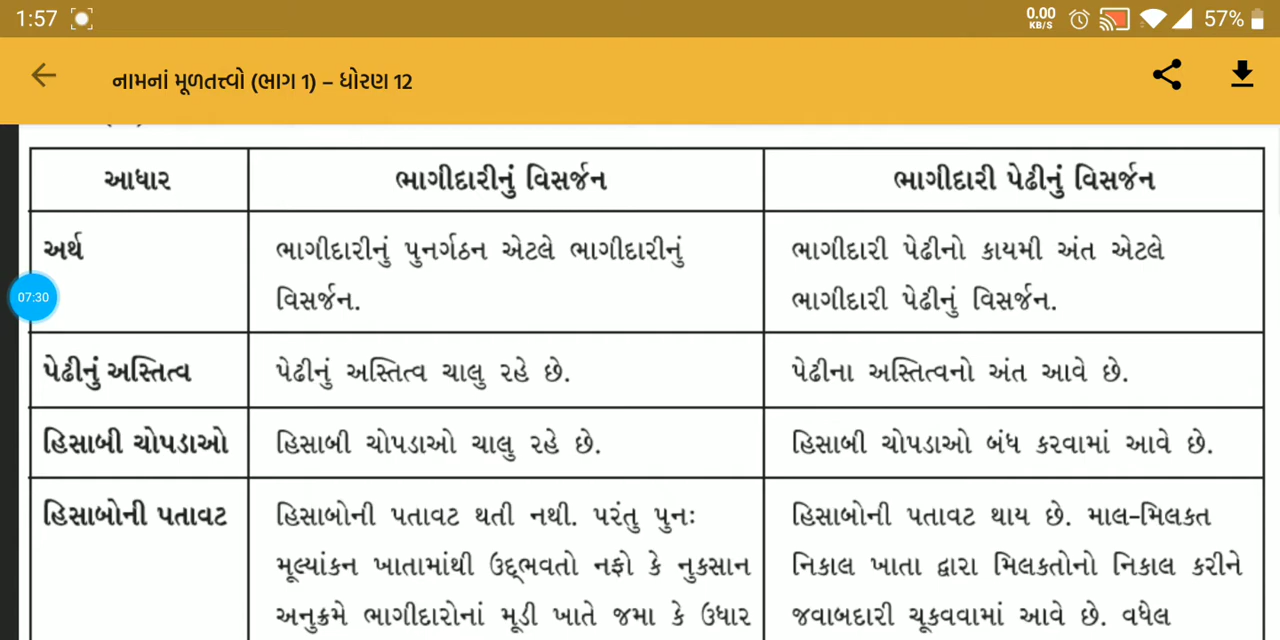 1:57
0.00
KB/S
57%
નામનાં મૂળતત્ત્વો (ભાગ 1) – ધોરણ 12
આધાર
ભાગીદારીનું વિસર્જન
ભાગીદારી પેઢીનું વિસર્જન
અર્થ
ભાગીદારીનું પુનર્ગઠન એટલે ભાગીદારીનું
વિસર્જન.
ભાગીદારી પેઢીનો કાયમી અંત એટલે
ભાગીદારી પેઢીનું વિસર્જન.
07:30
પેઢીનું અસ્તિત્વ
પેઢીનું અસ્તિત્વ ચાલુ રહે છે.
પેઢીના અસ્તિત્વનો અંત આવે છે.
હિસાબી ચોપડાઓ
હિસાબી ચોપડાઓ ચાલુ રહે છે.
હિસાબી ચોપડાઓ બંધ કરવામાં આવે છે.
હિસાબોની પતાવટ
હિસાબોની પતાવટ થતી નથી. પરંતુ પુનઃ
મૂલ્યાંકન ખાતામાંથી ઉદ્ભવતો નફો કે નુકસાન
અનુક્રમે ભાગીદારોનાં મૂડી ખાતે જમા કે ઉધાર
હિસાબોની પતાવટ થાય છે. માલ-મિલકત
નિકાલ ખાતા દ્વારા મિલકતોનો નિકાલ કરીને
જવાબદારી ચૂકવવામાં આવે છે. વધેલ